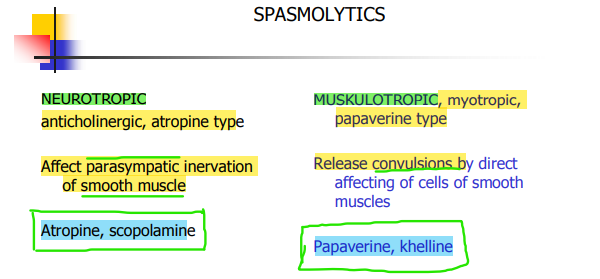 SPASMOLYTICS
NEUROTROPIC
anticholinergic, atropine type
Affect parasympatic inervation
of smooth muscle
Atropine, scopolamine
MUSKULOTROPIC, myotropic,
papaverine type
Release convulsions by direct
affecting of cells of smooth
muscles
Papaverine, khelline